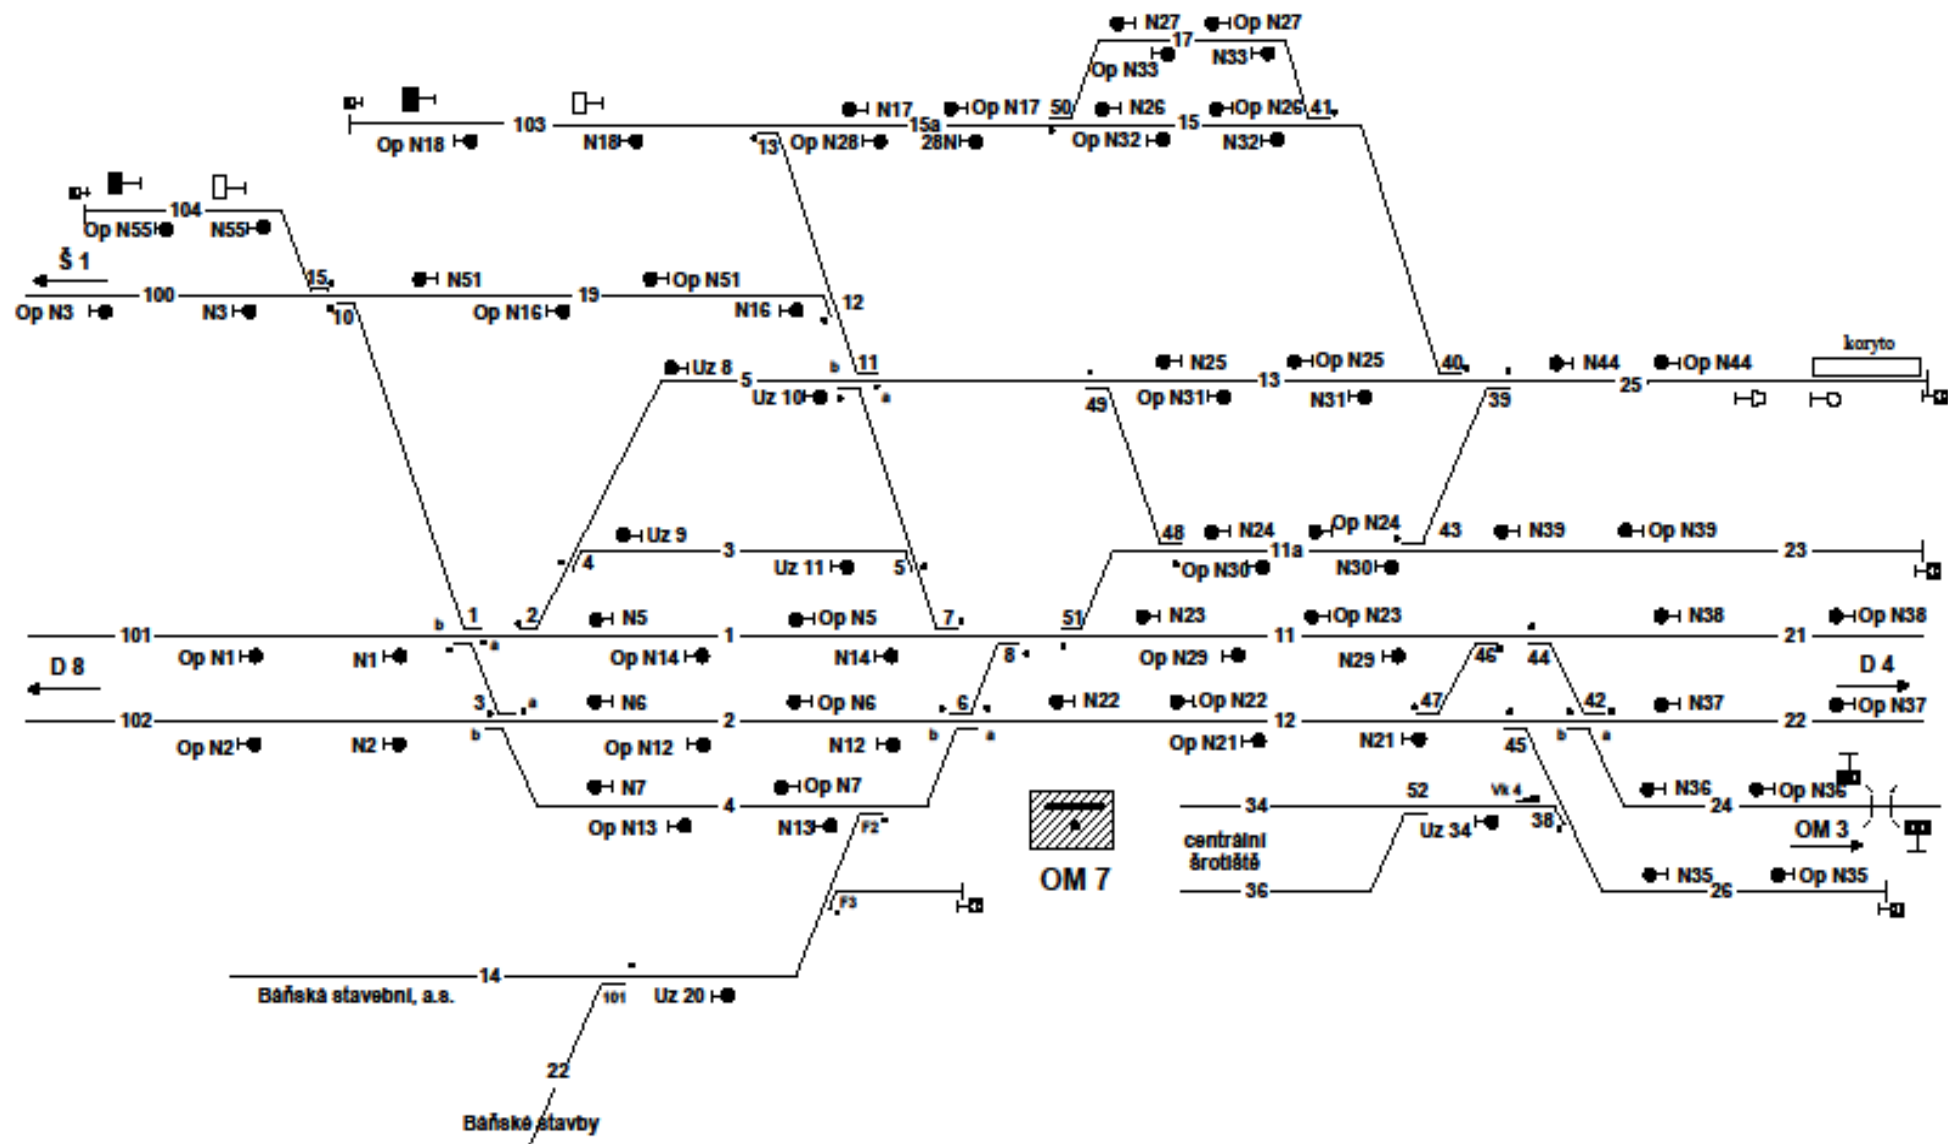 N27 Op N27
17
Op N33 N33
N17 Op N17 50 N26 Op N26 41
103 15a 15
Op N18 N18 13 Op N28 28N Op N32 N32
104
Op N55 N55
Š 1
15 N51 Op N51
100 19 12
Op N3 N3 10 Op N16 N16
koryto
Uz 8 b 11 N25 Op N25 40 N44 Op N44
5 13 25
Uz 10 a 49 Op N31 N31 39
Uz 9 48 N24 Op N24 43 N39 Op N39
4 3 11a 23
Uz 11 5 Op N30 N30
b 1 2 N5 Op N5 7 51 N23 Op N23 N38 Op N38
101 1 11 21
Op N1 N1 a Op N14 N14 8 Op N29 N29 46 44
D 8 D 4
3 a N6 Op N6 6 N22 Op N22 47 42 N37 Op N37
102 2 12 22
Op N2 N2 b Op N12 N12 b a Op N21 N21 45 b a
N7 Op N7 52 Vk 4 N36 Op N36
4 34 24
Op N13 N13 F2 Uz 34 38 OM 3
centrální
šrotiště
OM 7
36 N35 Op N35
26
F3
14
Báňská stavební, a.s. 101 Uz 20
22
Báňské stavby